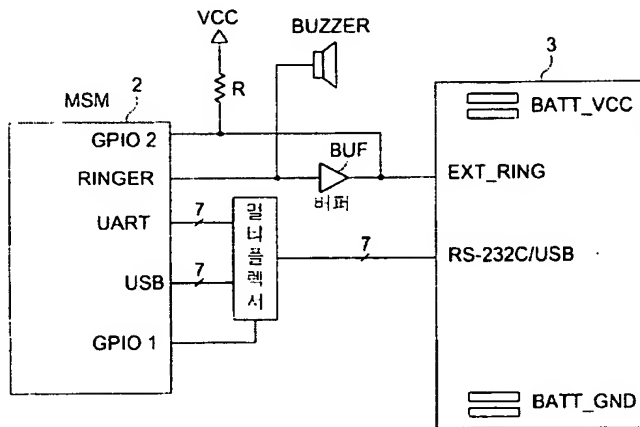 VCC
BUZZER
3
MSM
2
R
BATT_VCC
GPIO 2
BUF
RINGER
EXT_RING
버퍼
UART
7
멀티플렉서
7
RS-232C/USB
USB
7
GPIO 1
BATT_GND